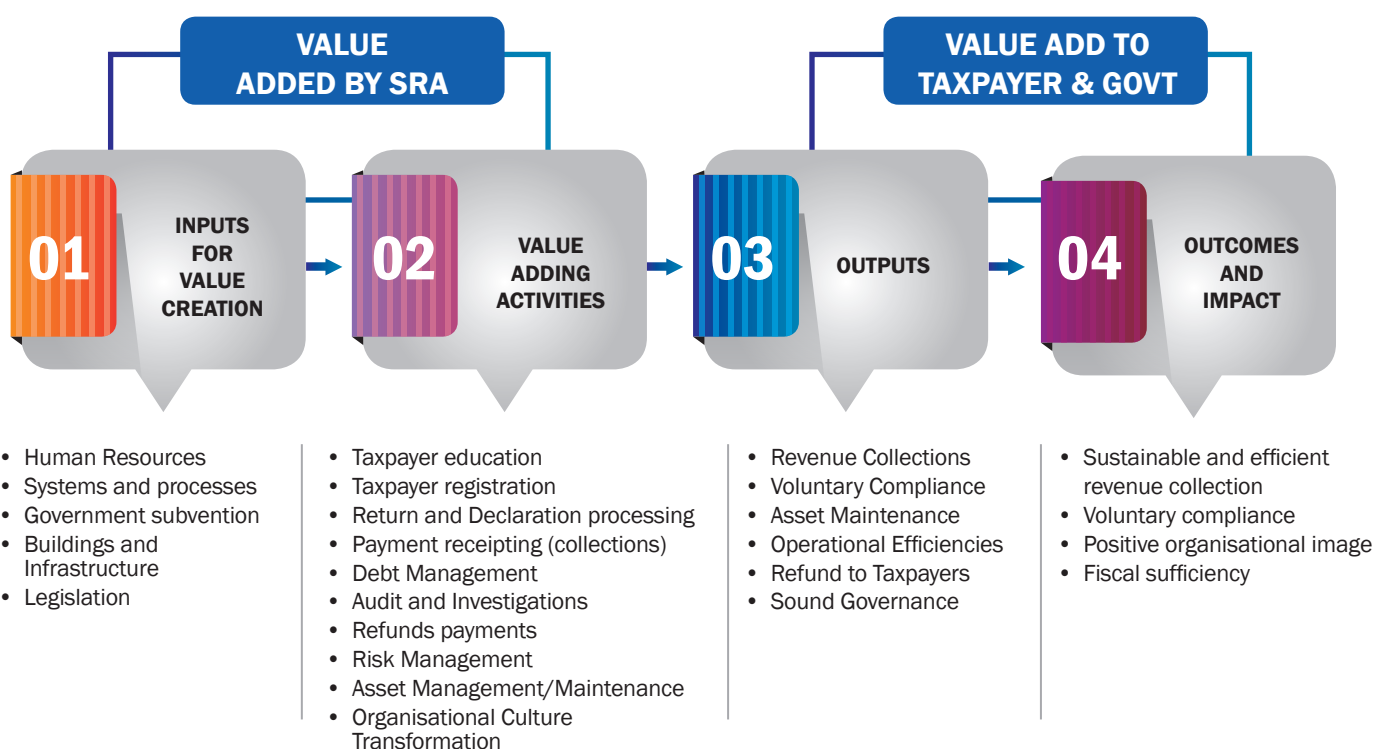 VALUE
ADDED BY SRA
VALUE ADD TO
TAXPAYER & GOVT
01
INPUTS
FOR
VALUE
CREATION
02
VALUE
ADDING
ACTIVITIES
03
OUTPUTS
04
OUTCOMES
AND
IMPACT
• Human Resources
• Systems and processes
• Government subvention
• Buildings and
Infrastructure
• Legislation
• Taxpayer education
• Taxpayer registration
• Return and Declaration processing
• Payment receipting (collections)
• Debt Management
• Audit and Investigations
• Refunds payments
• Risk Management
• Asset Management/Maintenance
• Organisational Culture
Transformation
• Revenue Collections
• Voluntary Compliance
• Asset Maintenance
• Operational Efficiencies
• Refund to Taxpayers
• Sound Governance
• Sustainable and efficient
revenue collection
• Voluntary compliance
• Positive organisational image
• Fiscal sufficiency